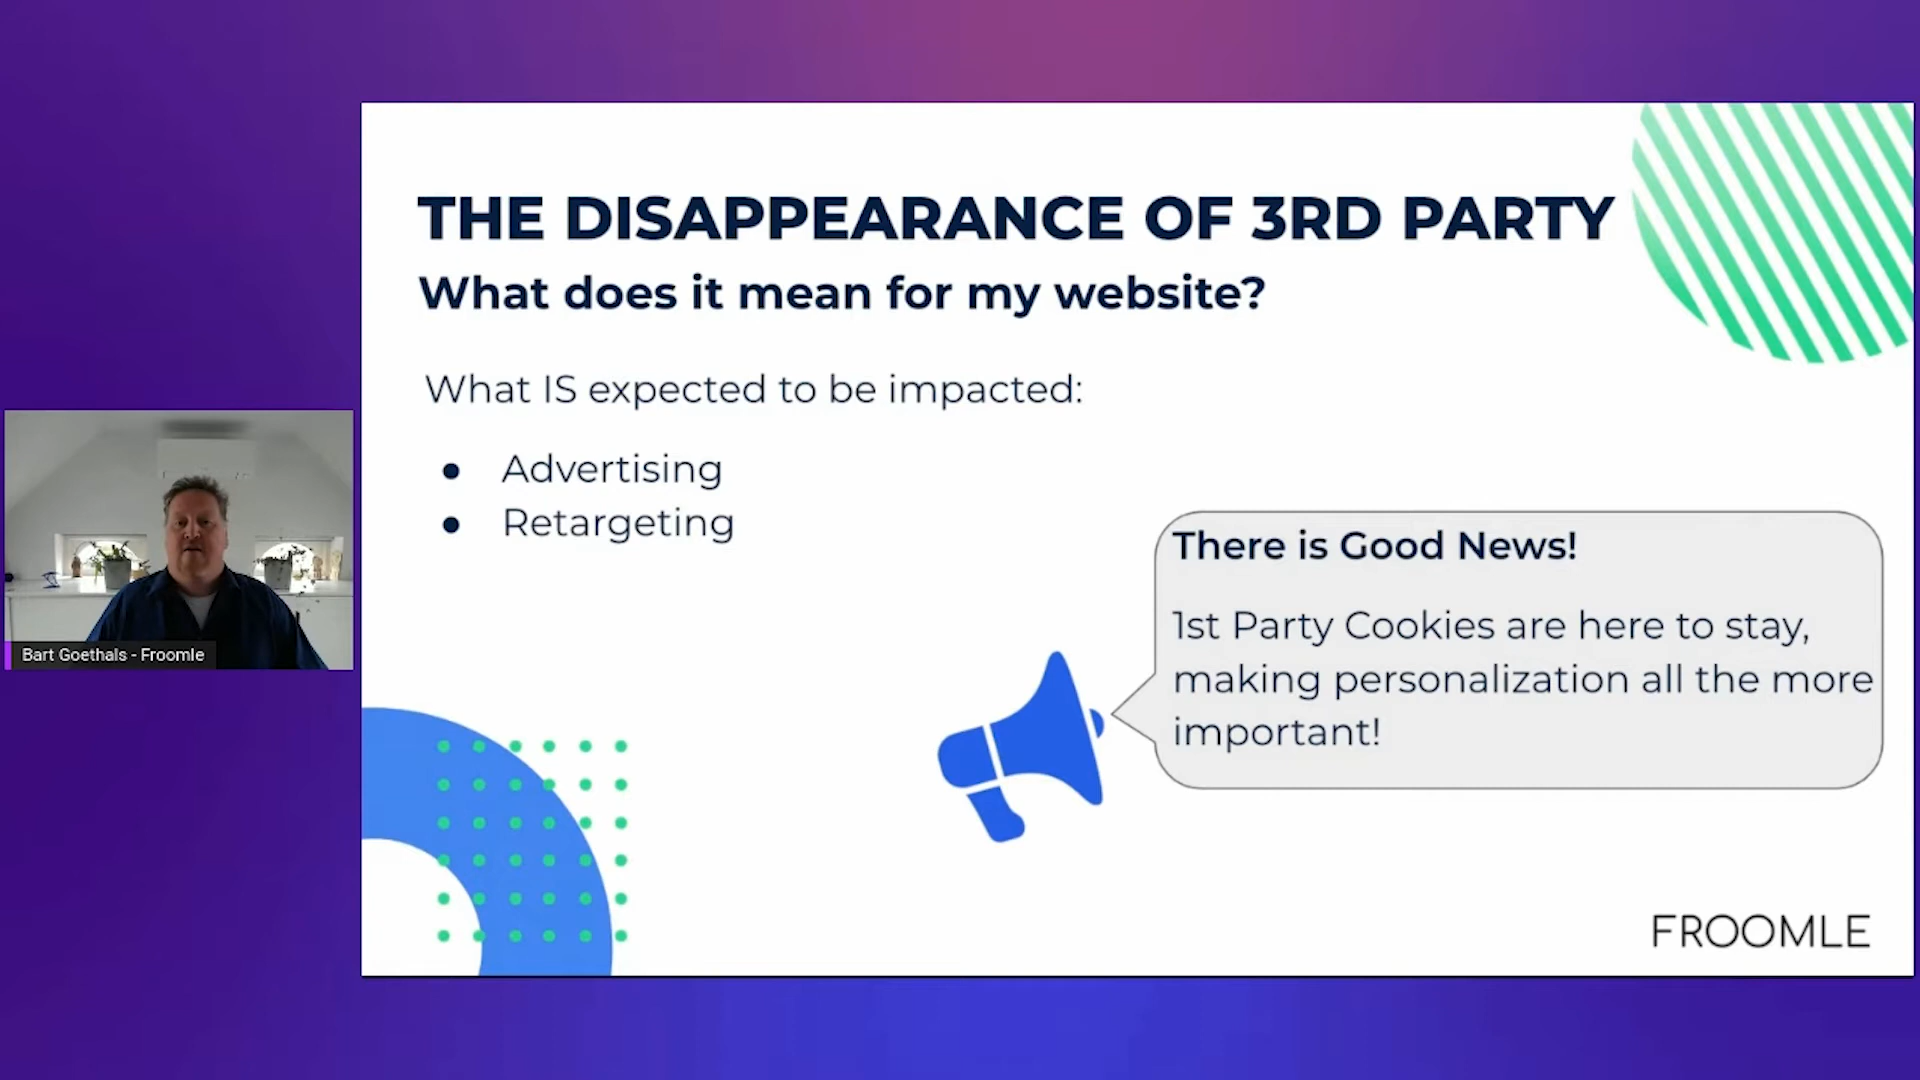 THE DISAPPEARANCE OF 3RD PARTY
What does it mean for my website?
What IS expected to be impacted:
● Advertising
● Retargeting
There is Good News!
1st Party Cookies are here to stay,
making personalization all the more
important!
Bart Goethals - Froomle
FROOMLE